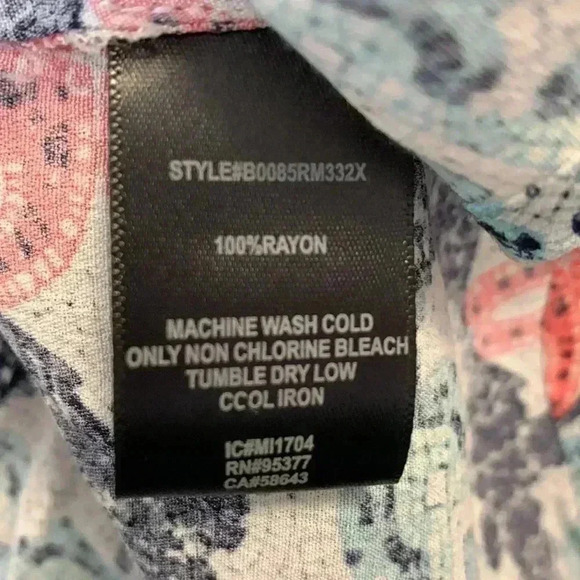 STYLE#B0085RM332X
100%RAYON
MACHINE WASH COLD
ONLY NON CHLORINE BLEACH
TUMBLE DRY LOW
CCOL IRON
IC#MI1704
RN#95377
CA#58643